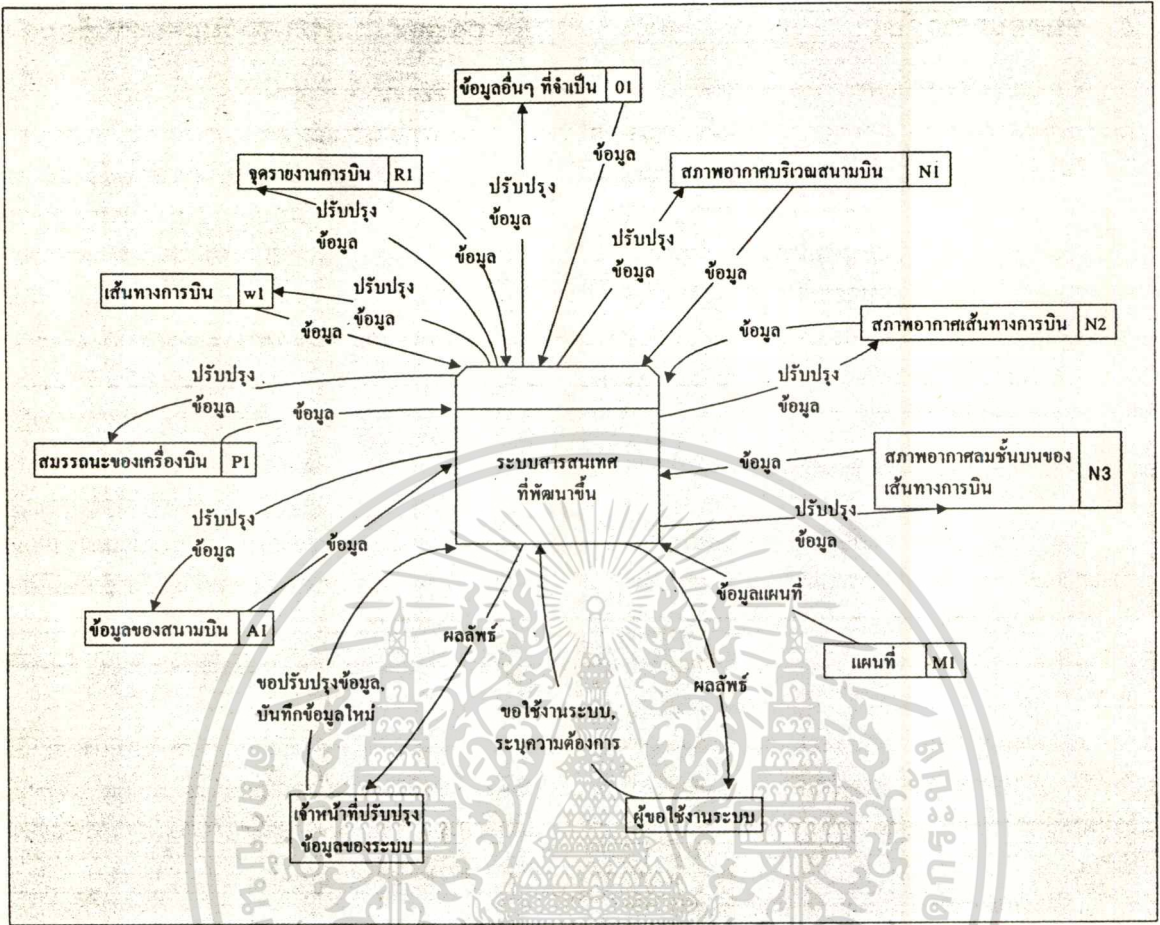 ข้อมูลอื่นๆ ที่จำเป็น 01
ข้อมูล
ปรับปรุง
ข้อมูล
จุดรายงานการบิน R1
ปรับปรุง
ข้อมูล
ข้อมูล
สภาพอากาศบริเวณสนามบิน N1
ปรับปรุง
ข้อมูล
ข้อมูล
เส้นทางการบิน w1
ปรับปรุง
ข้อมูล
ข้อมูล
สภาพอากาศเส้นทางการบิน N2
ข้อมูล
ปรับปรุง
ข้อมูล
ปรับปรุง
ข้อมูล
ข้อมูล
สมรรถนะของเครื่องบิน P1
ระบบสารสนเทศ
ที่พัฒนาขึ้น
ข้อมูล
สภาพอากาศลมชั้นบนของ
เส้นทางการบิน N3
ปรับปรุง
ข้อมูล
ปรับปรุง
ข้อมูล
ข้อมูล
ข้อมูลของสนามบิน A1
ข้อมูลแผนที่
แผนที่ M1
ผลลัพธ์
ขอปรับปรุงข้อมูล,
บันทึกข้อมูลใหม่
ขอใช้งานระบบ,
ระบุความต้องการ
ผลลัพธ์
เจ้าหน้าที่ปรับปรุง
ข้อมูลของระบบ
ผู้ขอใช้งานระบบ